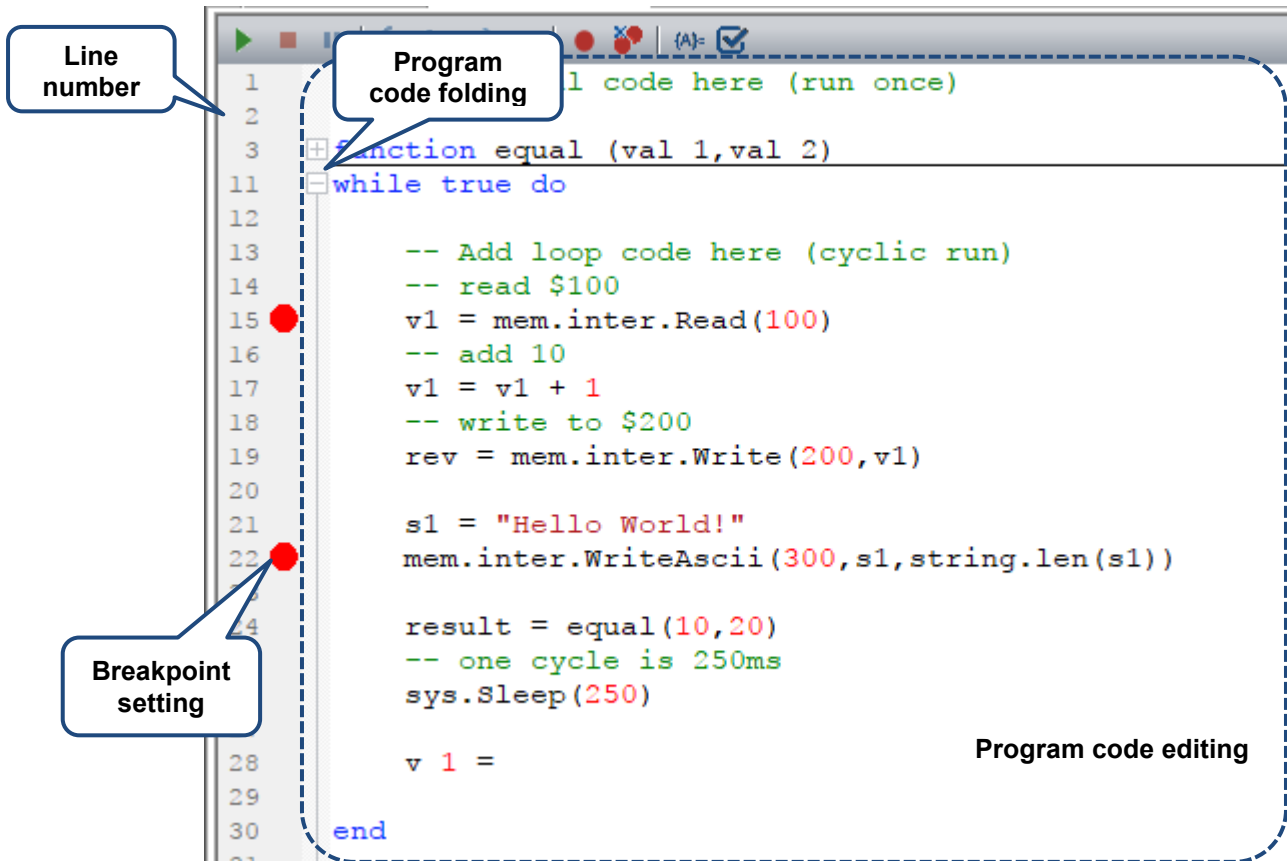 Line
number
Program
code folding
{A}=
1 l code here (run once)
2
3 function equal (val 1,val 2)
11 while true do
12
13 -- Add loop code here (cyclic run)
14 -- read $100
15 v1 = mem.inter.Read(100)
16 -- add 10
17 v1 = v1 + 1
18 -- write to $200
19 rev = mem.inter.Write(200,v1)
20
21 s1 = "Hello World!"
22 mem.inter.WriteAscii(300,s1,string.len(s1))
24 result = equal(10,20)
-- one cycle is 250ms
sys.Sleep(250)
Breakpoint
setting
Program code editing
28 v 1 =
29
30 end